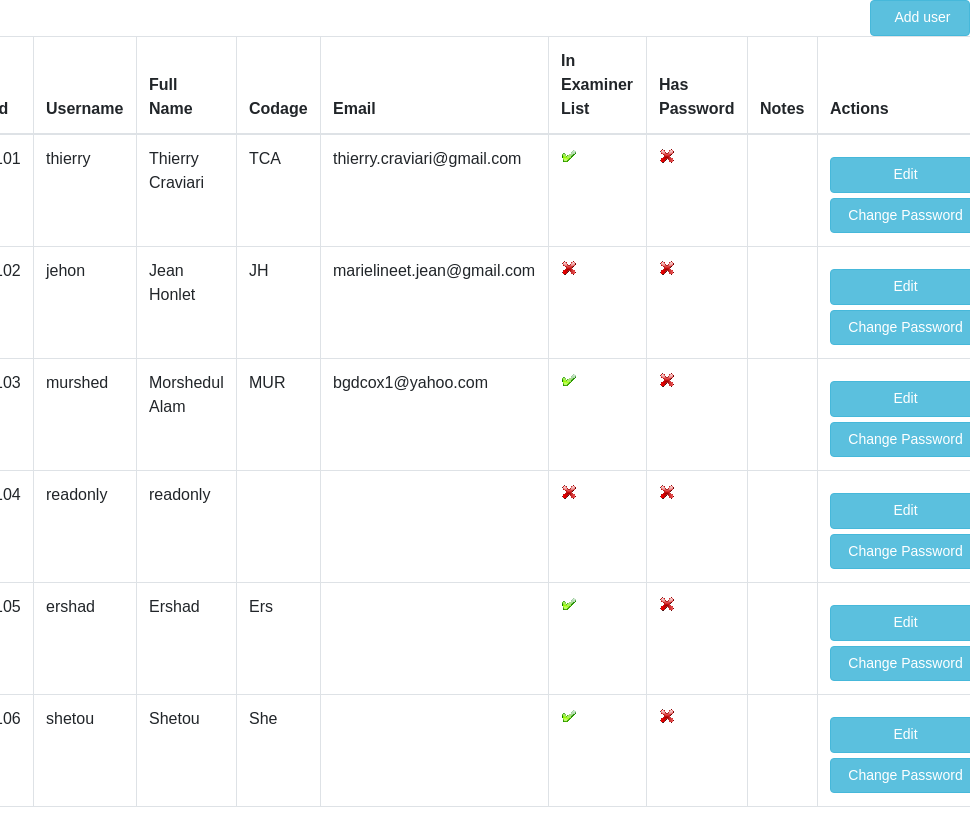 Add user
d Username Full Name Codage Email In Examiner List Has Password Notes Actions
.01 thierry Thierry Craviari TCA thierry.craviari@gmail.com Edit
Change Password
.02 jehon Jean Honlet JH marielineet.jean@gmail.com Edit
Change Password
.03 murshed Morshedul Alam MUR bgdcox1@yahoo.com Edit
Change Password
.04 readonly readonly Edit
Change Password
.05 ershad Ershad Ers Edit
Change Password
.06 shetou Shetou She Edit
Change Password